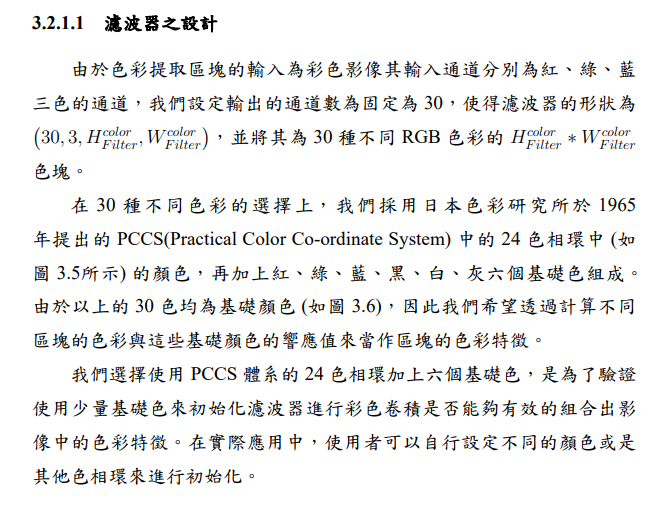 3.2.1.1 濾波器之設計
由於色彩提取區塊的輸入為彩色影像其輸入通道分別為紅、綠、藍
三色的通道，我們設定輸出的通道數為固定為 30，使得濾波器的形狀為
(30, 3, H^{color}_{Filter}, W^{color}_{Filter})，並將其為 30 種不同 RGB 色彩的 H^{color}_{Filter} * W^{color}_{Filter}
色塊。
在 30 種不同色彩的選擇上，我們採用日本色彩研究所於 1965
年提出的 PCCS(Practical Color Co-ordinate System) 中的 24 色相環中 (如
圖 3.5所示) 的顏色，再加上紅、綠、藍、黑、白、灰六個基礎色組成。
由於以上的 30 色均為基礎顏色 (如圖 3.6)，因此我們希望透過計算不同
區塊的色彩與這些基礎顏色的響應值來當作區塊的色彩特徵。
我們選擇使用 PCCS 體系的 24 色相環加上六個基礎色，是為了驗證
使用少量基礎色來初始化濾波器進行彩色卷積是否能夠有效的組合出影
像中的色彩特徵。在實際應用中，使用者可以自行設定不同的顏色或是
其他色相環來進行初始化。